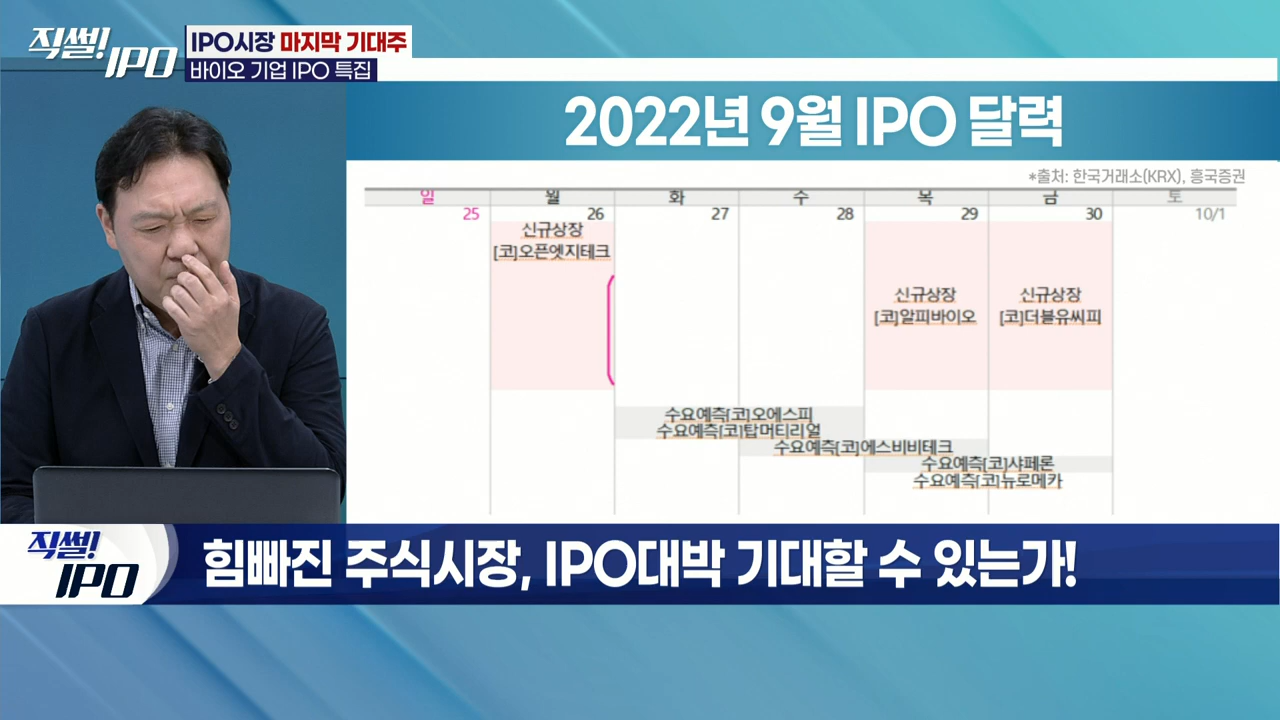 직썰!
IPO
IPO시장 마지막 기대주
바이오 기업 IPO 특집
2022년 9월 IPO 달력
*출처: 한국거래소(KRX), 흥국증권
일 월 화 수 목 금 토
25 26 27 28 29 30 10/1
신규상장
[코]오픈엣지테크
신규상장
[코]알피바이오
신규상장
[코]더블유씨피
수요예측[코]오에스피
수요예측[코]탑머티리얼
수요예측[코]에스비비테크
수요예측[코]샤페론
수요예측[코]뉴로메카
직썰!
IPO
힘빠진 주식시장, IPO대박 기대할 수 있는가!